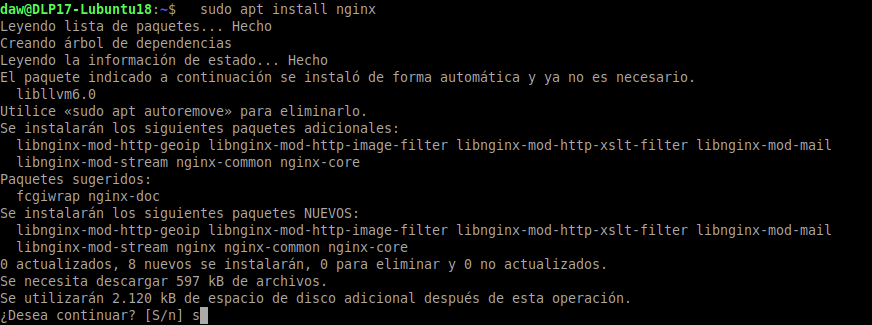 daw@DLP17-Lubuntu18:~$   sudo apt install nginx
Leyendo lista de paquetes... Hecho
Creando árbol de dependencias
Leyendo la información de estado... Hecho
El paquete indicado a continuación se instaló de forma automática y ya no es necesario.
  libllvm6.0
Utilice «sudo apt autoremove» para eliminarlo.
Se instalarán los siguientes paquetes adicionales:
  libnginx-mod-http-geoip libnginx-mod-http-image-filter libnginx-mod-http-xslt-filter libnginx-mod-mail
  libnginx-mod-stream nginx-common nginx-core
Paquetes sugeridos:
  fcgiwrap nginx-doc
Se instalarán los siguientes paquetes NUEVOS:
  libnginx-mod-http-geoip libnginx-mod-http-image-filter libnginx-mod-http-xslt-filter libnginx-mod-mail
  libnginx-mod-stream nginx nginx-common nginx-core
0 actualizados, 8 nuevos se instalarán, 0 para eliminar y 0 no actualizados.
Se necesita descargar 597 kB de archivos.
Se utilizarán 2.120 kB de espacio de disco adicional después de esta operación.
¿Desea continuar? [S/n] s